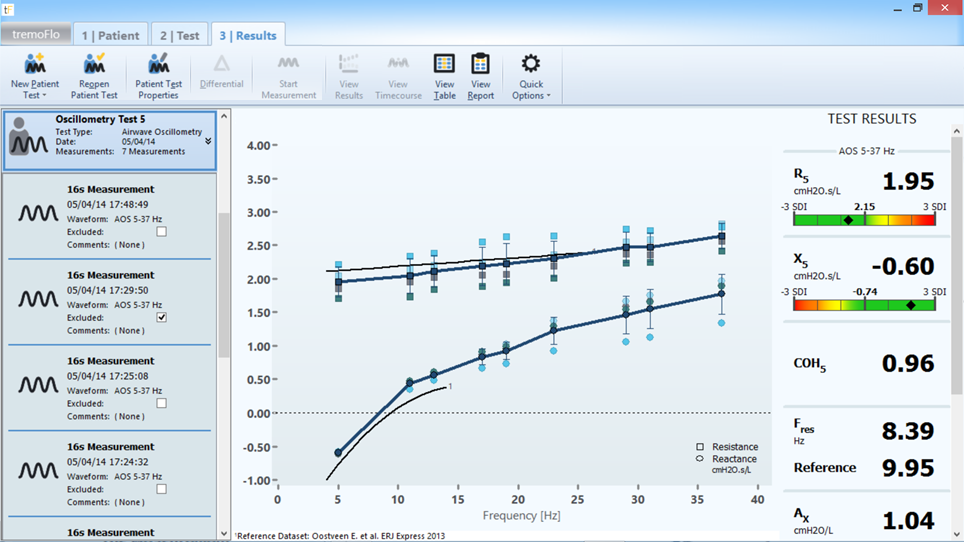 tF
tremoFlo
1 | Patient
2 | Test
3 | Results
New Patient
Test
Reopen
Patient Test
Patient Test
Properties
Differential
Start
Measurement
View
Results
View
Timecourse
View
Table
View
Report
Quick
Options
Oscillometry Test 5
Test Type: Airwave Oscillometry
Date: 05/04/14
Measurements: 7 Measurements
16s Measurement
05/04/14 17:48:49
Waveform: AOS 5-37 Hz
Excluded:
Comments: (None)
16s Measurement
05/04/14 17:29:50
Waveform: AOS 5-37 Hz
Excluded:
Comments: (None)
16s Measurement
05/04/14 17:25:08
Waveform: AOS 5-37 Hz
Excluded:
Comments: (None)
16s Measurement
05/04/14 17:24:32
Waveform: AOS 5-37 Hz
Excluded:
Comments: (None)
16s Measurement
4.00
3.50
3.00
2.50
2.00
1.50
1.00
0.50
0.00
-0.50
-1.00
0 5 10 15 20 25 30 35 40
Frequency [Hz]
1
Resistance
Reactance
cmH2O.s/L
¹Reference Dataset: Oostveen E. et al. ERJ Express 2013
TEST RESULTS
AOS 5-37 Hz
R5 1.95
cmH2O.s/L
-3 SDI 2.15 3 SDI
X5 -0.60
cmH2O.s/L
-3 SDI -0.74 3 SDI
COH5 0.96
Fres 8.39
Hz
Reference 9.95
AX 1.04
cmH2O/L